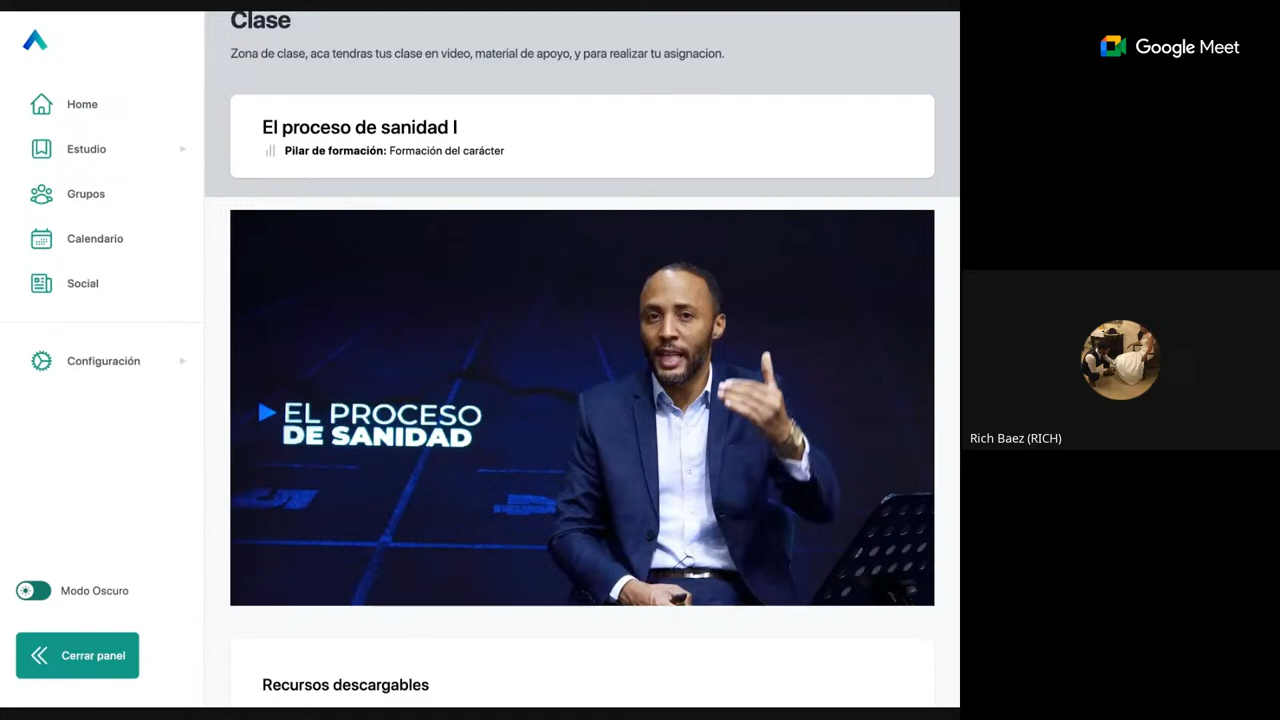 Clase
Zona de clase, aca tendras tus clase en video, material de apoyo, y para realizar tu asignacion.
Google Meet
Home
Estudio
Grupos
Calendario
Social
Configuración
Modo Oscuro
Cerrar panel
El proceso de sanidad I
Pilar de formación: Formación del carácter
EL PROCESO
DE SANIDAD
Rich Baez (RICH)
Recursos descargables